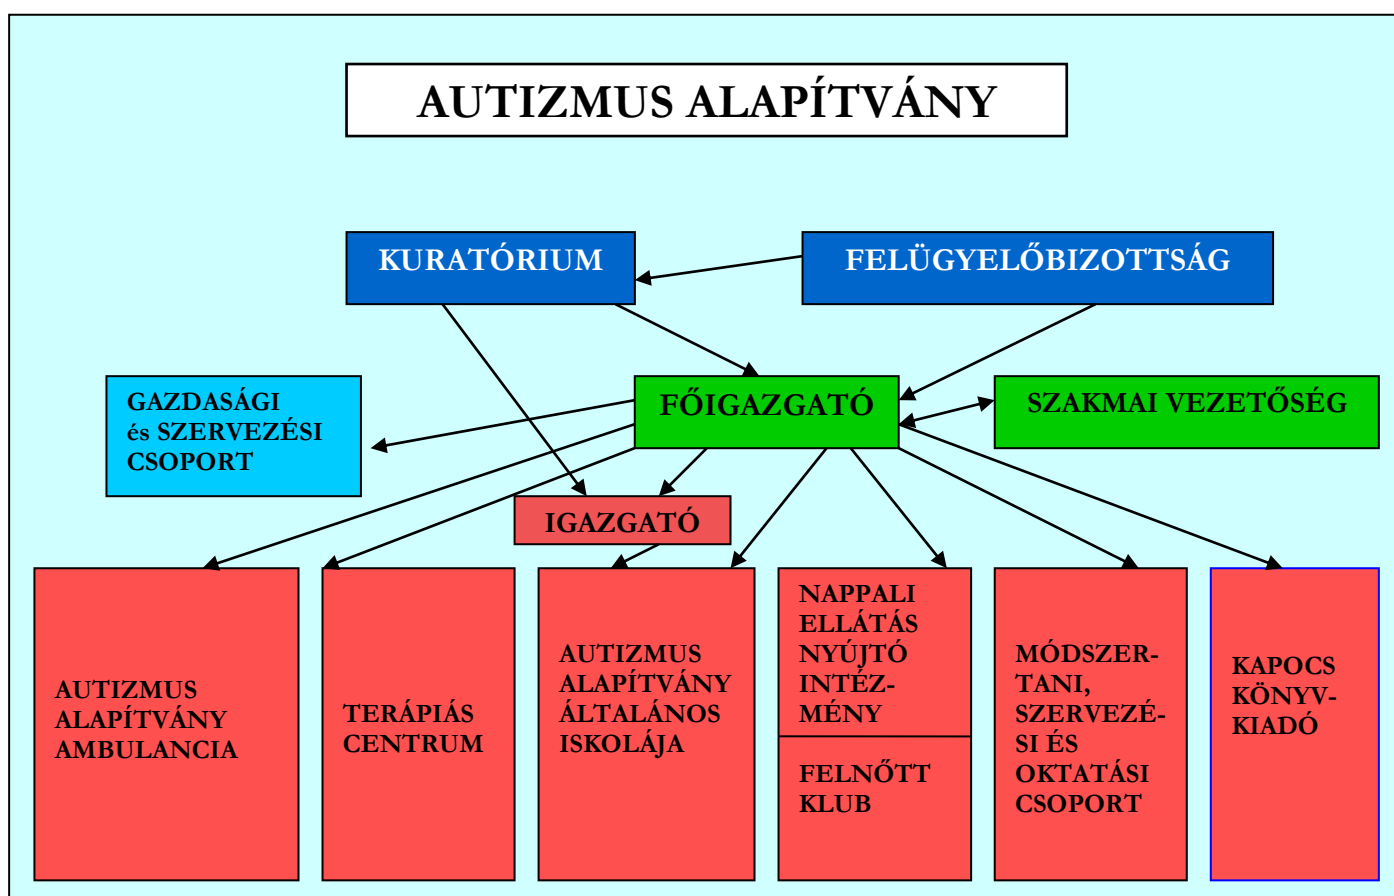 AUTIZMUS ALAPÍTVÁNY
KURATÓRIUM
FELÜGYELŐBIZOTTSÁG
GAZDASÁGI
és SZERVEZÉSI
CSOPORT
FŐIGAZGATÓ
SZAKMAI VEZETŐSÉG
IGAZGATÓ
AUTIZMUS
ALAPÍTVÁNY
AMBULANCIA
TERÁPIÁS
CENTRUM
AUTIZMUS
ALAPÍTVÁNY
ÁLTALÁNOS
ISKOLÁJA
NAPPALI
ELLÁTÁS
NYÚJTÓ
INTÉZ-
MÉNY
FELNŐTT
KLUB
MÓDSZER-
TANI,
SZERVEZÉ-
SI ÉS
OKTATÁSI
CSOPORT
KAPOCS
KÖNYV-
KIADÓ